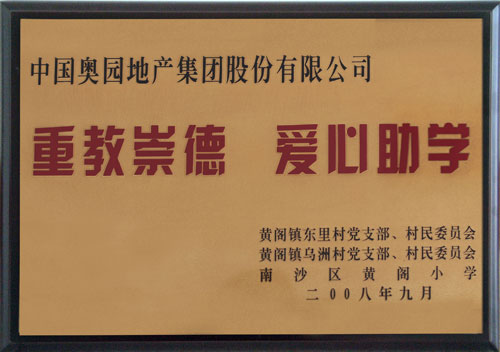 中国奥园地产集团股份有限公司
重教崇德 爱心助学
黄阁镇东里村党支部、村民委员会
黄阁镇乌洲村党支部、村民委员会
南沙区黄阁小学
二〇〇八年九月